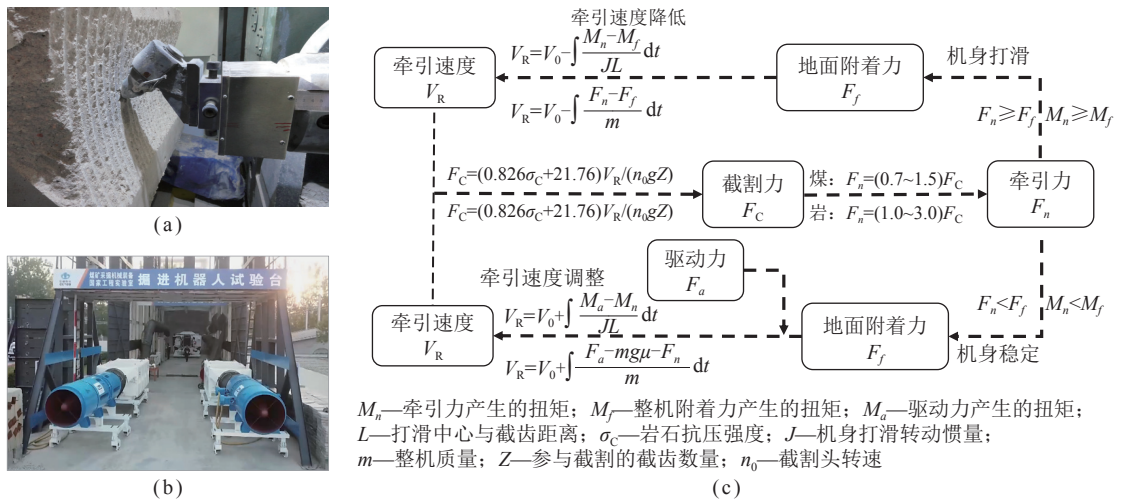 煤矿采掘机械装备
国家工程实验室
掘进机器人试验台
(a)
(b)
牵引速度降低
牵引速度
V_R
V_R=V_0−∫(M_n−M_f)/(JL) dt
V_R=V_0−∫(F_n−F_f)/m dt
地面附着力
F_f
机身打滑
F_n≥F_f M_n≥M_f
F_C=(0.826σ_C+21.76)V_R/(n_0gZ)
F_C=(0.826σ_C+21.76)V_R/(n_0gZ)
截割力
F_C
煤：F_n=(0.7~1.5)F_C
岩：F_n=(1.0~3.0)F_C
牵引力
F_n
驱动力
F_a
牵引速度调整
牵引速度
V_R
V_R=V_0+∫(M_a−M_n)/(JL) dt
V_R=V_0+∫(F_a−mgμ−F_n)/m dt
地面附着力
F_f
F_n<F_f M_n<M_f
机身稳定
M_n—牵引力产生的扭矩；M_f—整机附着力产生的扭矩；M_a—驱动力产生的扭矩；
L—打滑中心与截齿距离；σ_C—岩石抗压强度；J—机身打滑转动惯量；
m—整机质量；Z—参与截割的截齿数量；n_0—截割头转速
(c)